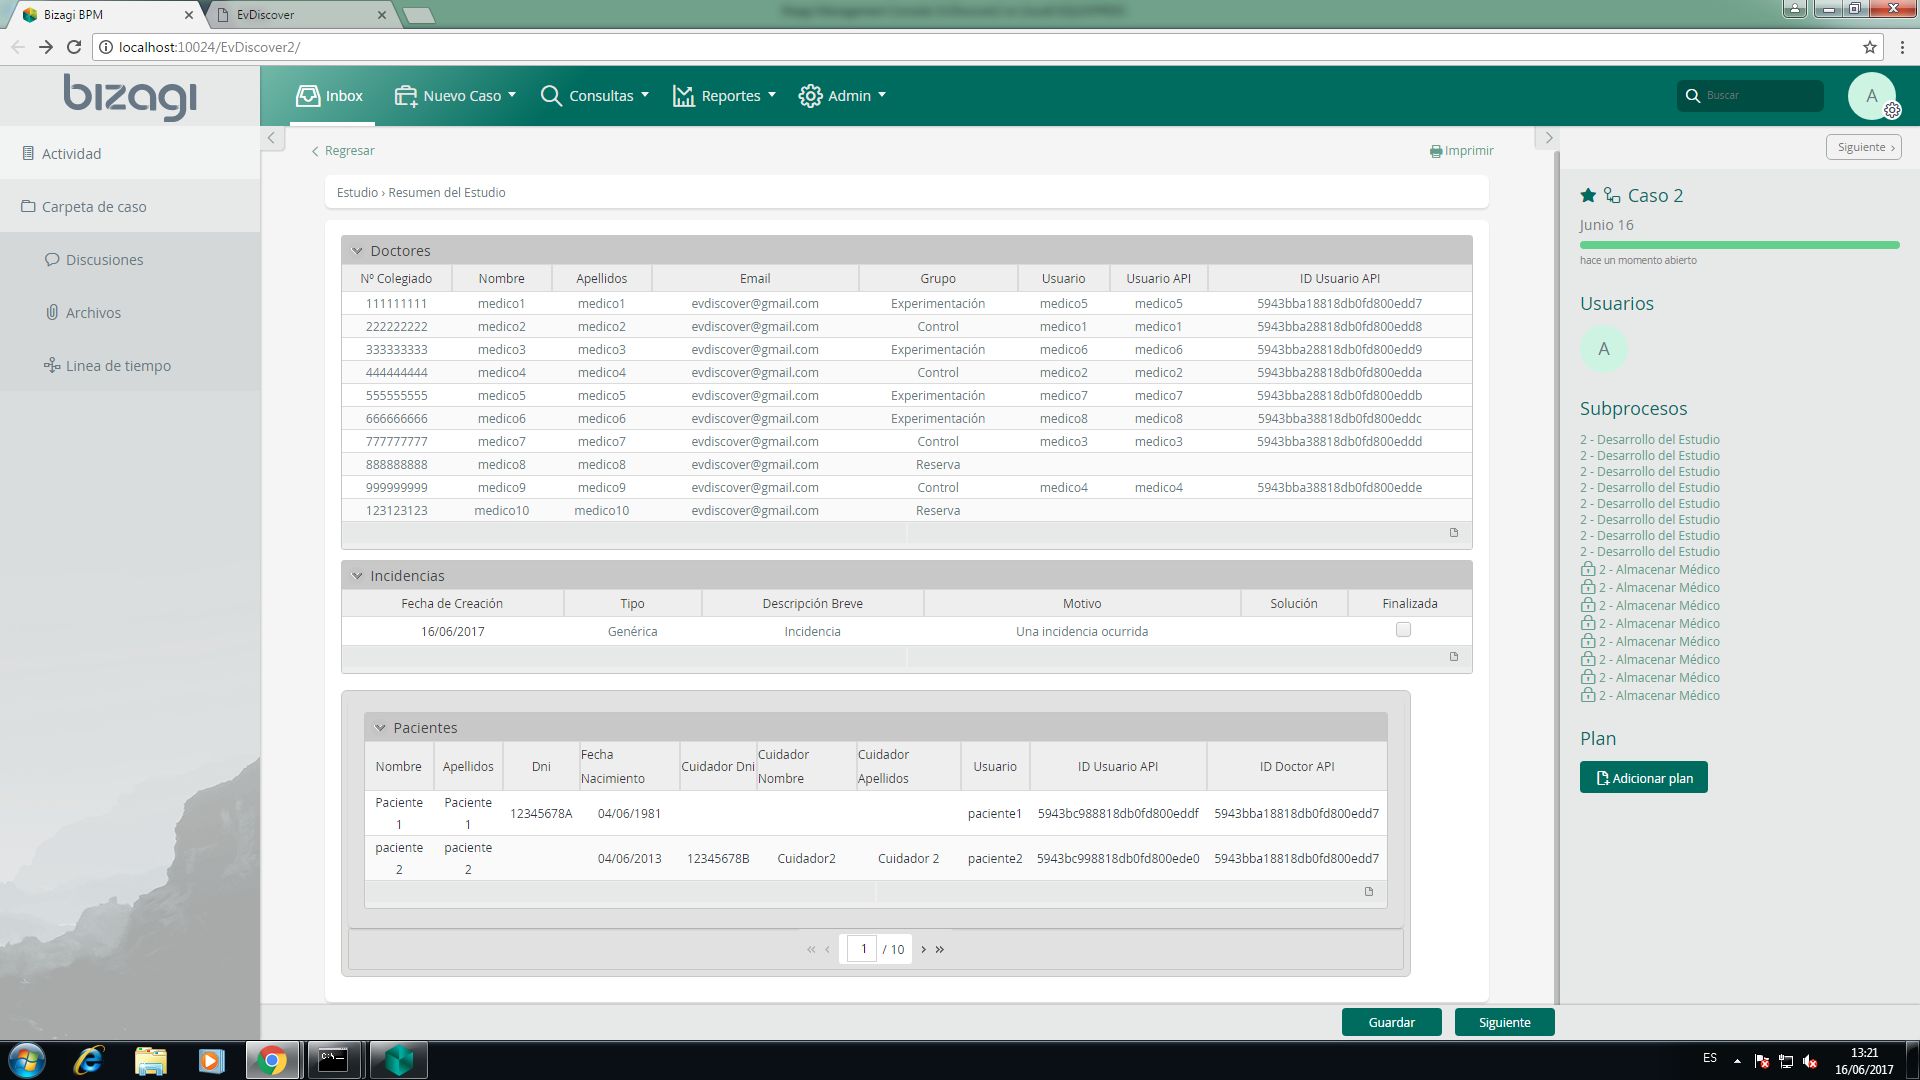 Bizagi BPM
EvDiscover
localhost:10024/EvDiscover2/
bizagi
Inbox
Nuevo Caso
Consultas
Reportes
Admin
Buscar
A
Actividad
Carpeta de caso
Discusiones
Archivos
Linea de tiempo
Regresar
Imprimir
Estudio › Resumen del Estudio
Doctores
Nº Colegiado Nombre Apellidos Email Grupo Usuario Usuario API ID Usuario API
111111111 medico1 medico1 evdiscover@gmail.com Experimentación medico5 medico5 5943bba18818db0fd800edd7
222222222 medico2 medico2 evdiscover@gmail.com Control medico1 medico1 5943bba28818db0fd800edd8
333333333 medico3 medico3 evdiscover@gmail.com Experimentación medico6 medico6 5943bba28818db0fd800edd9
444444444 medico4 medico4 evdiscover@gmail.com Control medico2 medico2 5943bba28818db0fd800edda
555555555 medico5 medico5 evdiscover@gmail.com Experimentación medico7 medico7 5943bba28818db0fd800eddb
666666666 medico6 medico6 evdiscover@gmail.com Experimentación medico8 medico8 5943bba38818db0fd800eddc
777777777 medico7 medico7 evdiscover@gmail.com Control medico3 medico3 5943bba38818db0fd800eddd
888888888 medico8 medico8 evdiscover@gmail.com Reserva
999999999 medico9 medico9 evdiscover@gmail.com Control medico4 medico4 5943bba38818db0fd800edde
123123123 medico10 medico10 evdiscover@gmail.com Reserva
Incidencias
Fecha de Creación Tipo Descripción Breve Motivo Solución Finalizada
16/06/2017 Genérica Incidencia Una incidencia ocurrida
Pacientes
Nombre Apellidos Dni Fecha Nacimiento Cuidador Dni Cuidador Nombre Cuidador Apellidos Usuario ID Usuario API ID Doctor API
Paciente 1 Paciente 1 12345678A 04/06/1981 paciente1 5943bc988818db0fd800eddf 5943bba18818db0fd800edd7
paciente 2 paciente 2 04/06/2013 12345678B Cuidador2 Cuidador 2 paciente2 5943bc998818db0fd800ede0 5943bba18818db0fd800edd7
« ‹ 1 / 10 › »
Guardar
Siguiente
Siguiente ›
Caso 2
Junio 16
hace un momento abierto
Usuarios
A
Subprocesos
2 - Desarrollo del Estudio
2 - Desarrollo del Estudio
2 - Desarrollo del Estudio
2 - Desarrollo del Estudio
2 - Desarrollo del Estudio
2 - Desarrollo del Estudio
2 - Desarrollo del Estudio
2 - Desarrollo del Estudio
2 - Almacenar Médico
2 - Almacenar Médico
2 - Almacenar Médico
2 - Almacenar Médico
2 - Almacenar Médico
2 - Almacenar Médico
2 - Almacenar Médico
2 - Almacenar Médico
Plan
Adicionar plan
ES
13:21
16/06/2017